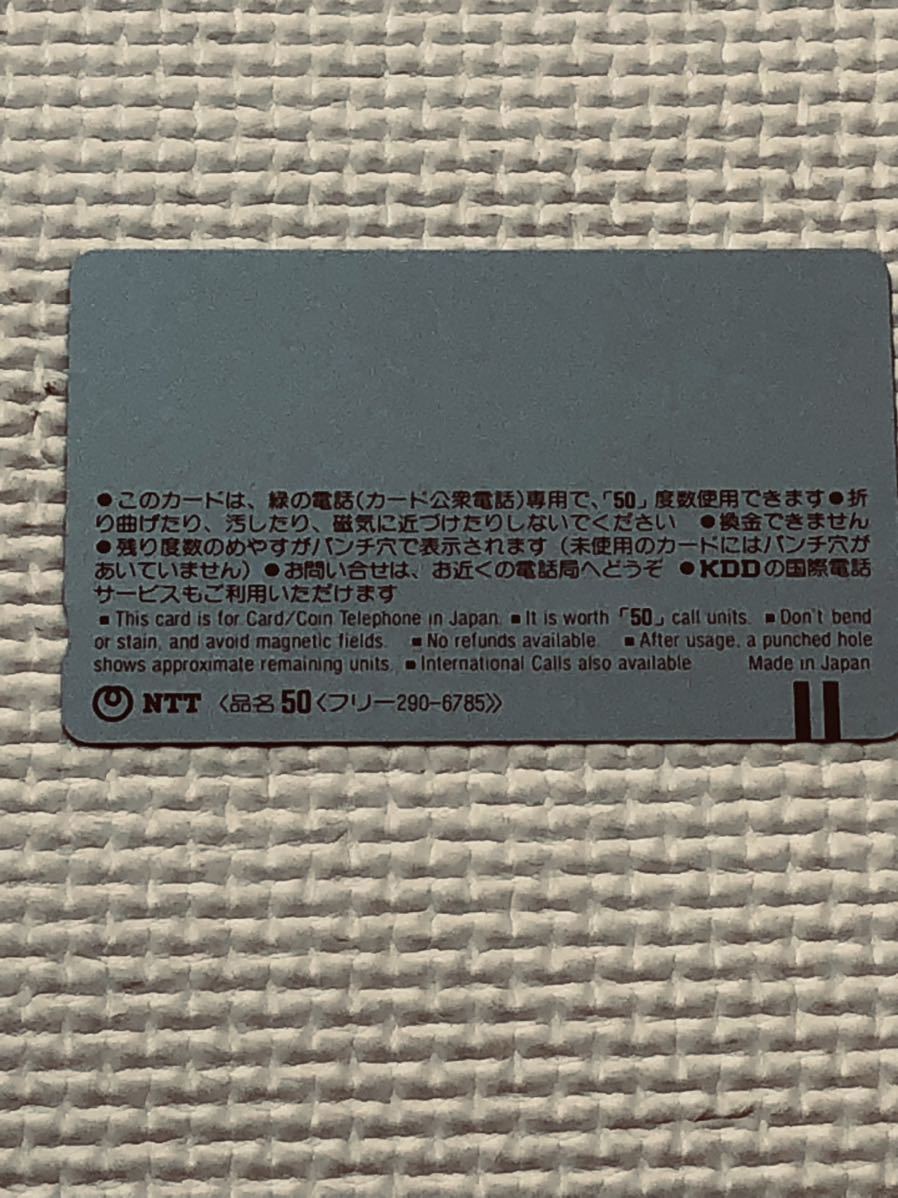 ●このカードは、緑の電話(カード公衆電話)専用で、「50」度数使用できます●折
り曲げたり、汚したり、磁気に近づけたりしないでください ●換金できません
●残り度数のめやすがパンチ穴で表示されます(未使用のカードにはパンチ穴が
あいていません)●お問い合せは、お近くの電話局へどうぞ ●KDDの国際電話
サービスもご利用いただけます
■ This card is for Card/Coin Telephone in Japan. ■ It is worth「50」call units. ■ Don't bend
or stain, and avoid magnetic fields. ■ No refunds available. ■ After usage, a punched hole
shows approximate remaining units. ■ International Calls also available Made in Japan
NTT 〈品名50〈フリー290-6785〉〉